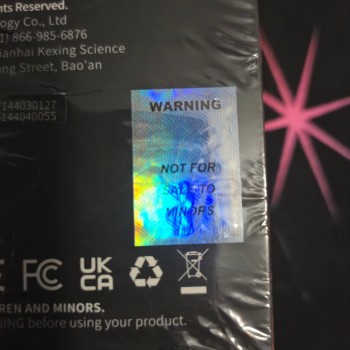 nts Reserved.
ogy Co., Ltd
1) 866-985-6876
ianhai Kexing Science
ng Street, Bao'an
144030127
144040055
WARNING
NOT FOR
SALE TO
MINORS
FC
UK
CA
REN AND MINORS.
ING before using your product.